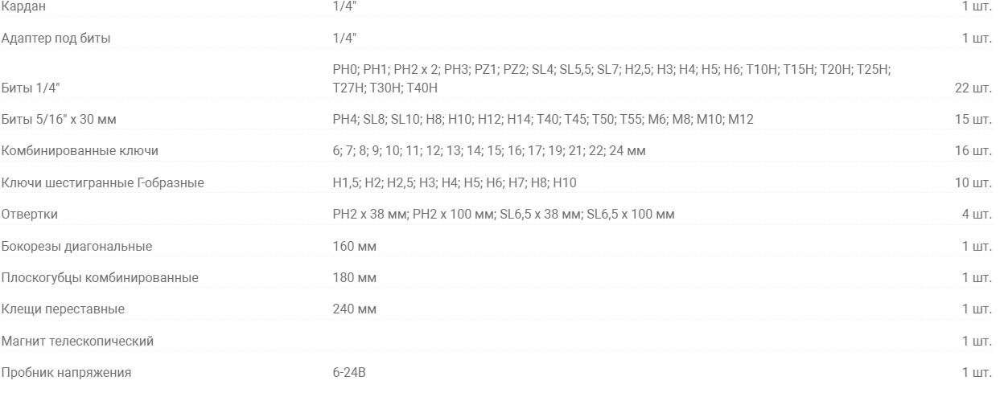 Кардан 1/4" 1 шт.
Адаптер под биты 1/4" 1 шт.
PH0; PH1; PH2 x 2; PH3; PZ1; PZ2; SL4; SL5,5; SL7; H2,5; H3; H4; H5; H6; T10H; T15H; T20H; T25H;
Биты 1/4" T27H; T30H; T40H 22 шт.
Биты 5/16" x 30 мм PH4; SL8; SL10; H8; H10; H12; H14; T40; T45; T50; T55; M6; M8; M10; M12 15 шт.
Комбинированные ключи 6; 7; 8; 9; 10; 11; 12; 13; 14; 15; 16; 17; 19; 21; 22; 24 мм 16 шт.
Ключи шестигранные Г-образные H1,5; H2; H2,5; H3; H4; H5; H6; H7; H8; H10 10 шт.
Отвертки PH2 x 38 мм; PH2 x 100 мм; SL6,5 x 38 мм; SL6,5 x 100 мм 4 шт.
Бокорезы диагональные 160 мм 1 шт.
Плоскогубцы комбинированные 180 мм 1 шт.
Клещи переставные 240 мм 1 шт.
Магнит телескопический 1 шт.
Пробник напряжения 6-24В 1 шт.